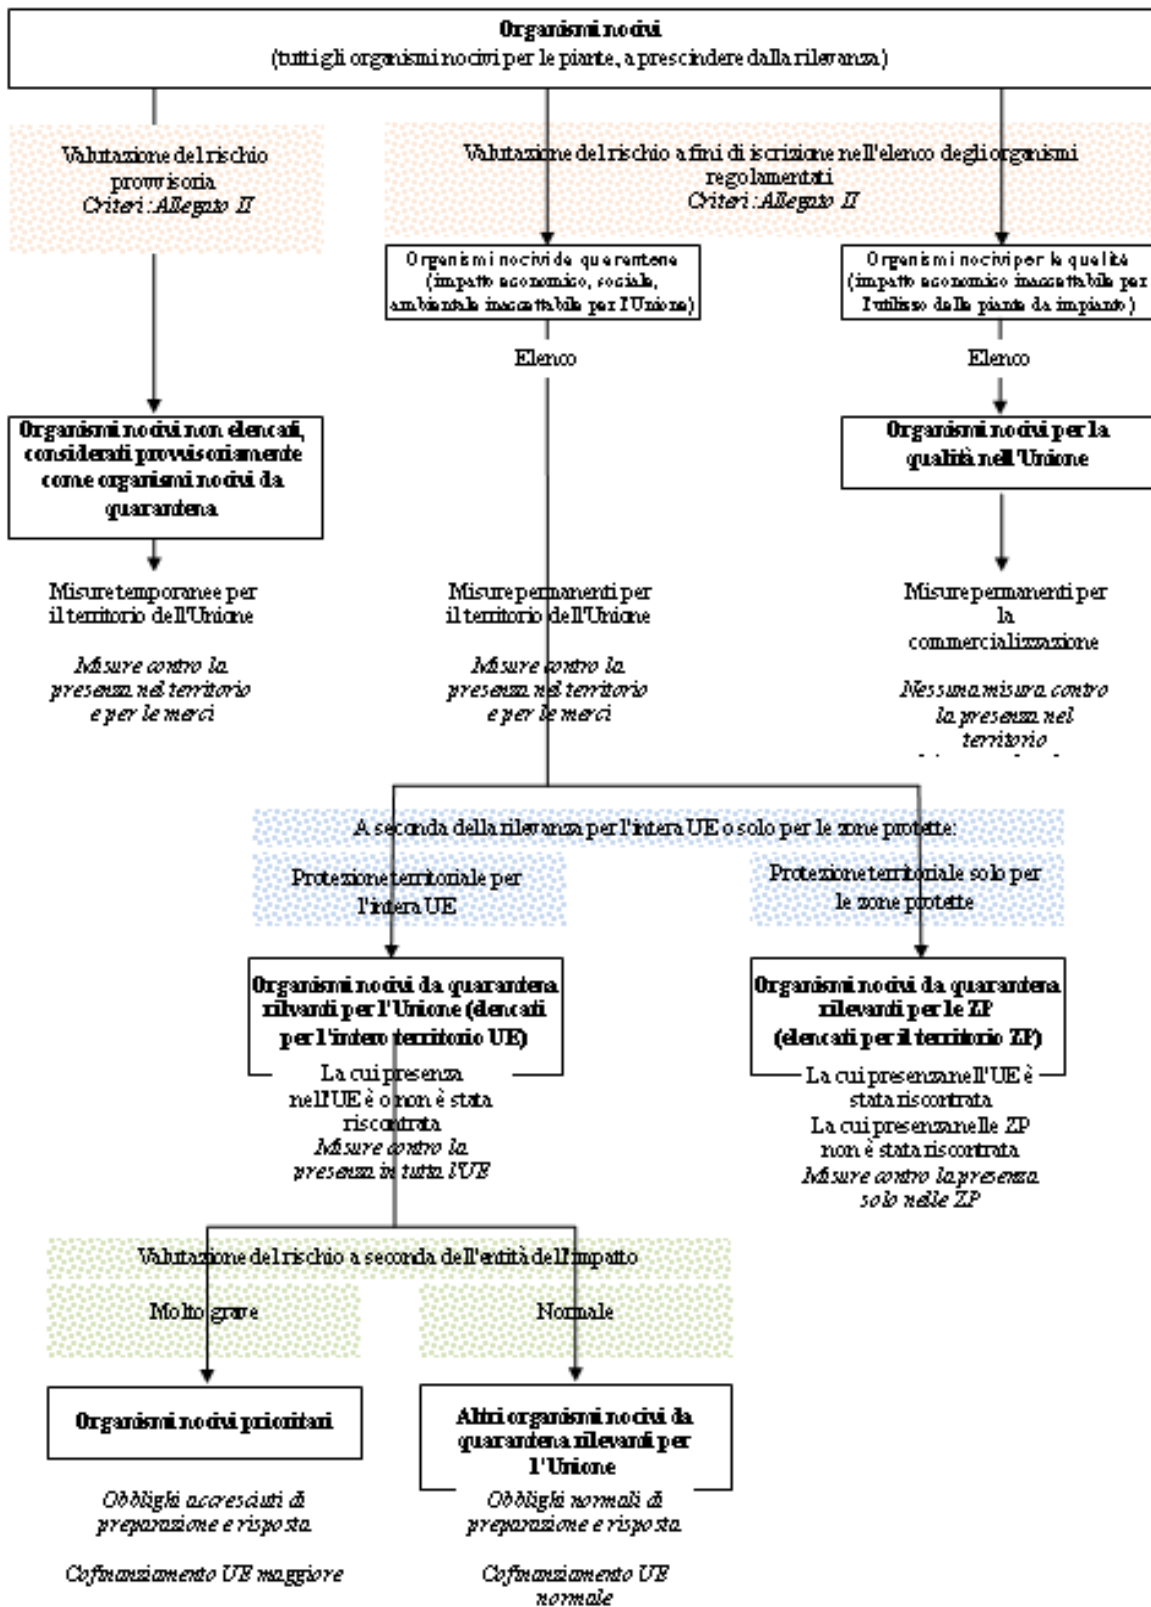 Organismi nocivi
(tutti gli organismi nocivi per le piante, a prescindere dalla rilevanza)
Valutazione del rischio
provvisoria
Criteri: Allegato II
Valutazione del rischio a fini di iscrizione nell'elenco degli organismi
regolamentati
Criteri: Allegato II
Organismi nocivi da quarantena
(impatto economico, sociale,
ambientale inaccettabile per l'Unione)
Organismi nocivi per la qualità
(impatto economico inaccettabile per
l'utilizzo delle piante da impianto)
Elenco
Elenco
Organismi nocivi non elencati,
considerati provvisoriamente
come organismi nocivi da
quarantena
Organismi nocivi per la
qualità nell'Unione
Misure temporanee per
il territorio dell'Unione
Misure contro la
presenza nel territorio
e per le merci
Misure permanenti per
il territorio dell'Unione
Misure contro la
presenza nel territorio
e per le merci
Misure permanenti per
la
commercializzazione
Nessuna misura contro
la presenza nel
territorio
A seconda della rilevanza per l'intera UE o solo per le zone protette:
Protezione territoriale per
l'intera UE
Protezione territoriale solo per
le zone protette
Organismi nocivi da quarantena
rilvanti per l'Unione (elencati
per l'intero territorio UE)
Organismi nocivi da quarantena
rilevanti per le ZP
(elencati per il territorio ZP)
La cui presenza
nell'UE è o non è stata
riscontrata
Misure contro la
presenza in tutta l'UE
La cui presenza nell'UE è
stata riscontrata
La cui presenza nelle ZP
non è stata riscontrata
Misure contro la presenza
solo nelle ZP
Valutazione del rischio a seconda dell'entità dell'impatto
Molto grave
Normale
Organismi nocivi prioritari
Altri organismi nocivi da
quarantena rilevanti per
l'Unione
Obblighi accresciuti di
preparazione e risposta
Cofinanziamento UE maggiore
Obblighi normali di
preparazione e risposta
Cofinanziamento UE
normale